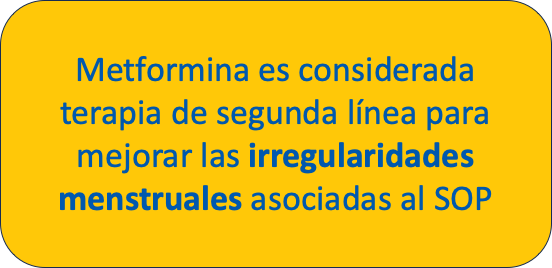 Metformina es considerada
terapia de segunda línea para
mejorar las irregularidades
menstruales asociadas al SOP